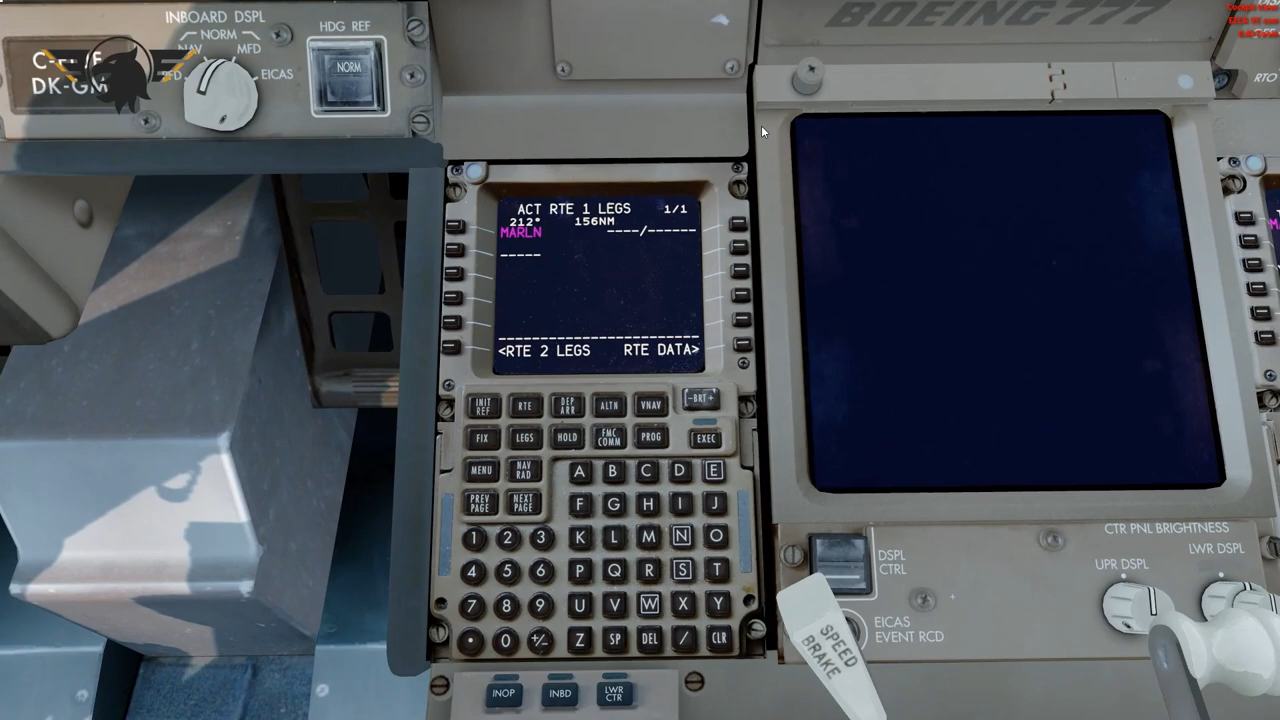 INBOARD DSPL
NORM
NAV
MFD
EICAS
HDG REF
NORM
DK-GM
BOEING 777
RTO
ACT RTE 1 LEGS 1/1
212° 156NM
MARLN ----/------
-----
<RTE 2 LEGS RTE DATA>
INIT REF
RTE
DEP ARR
ALTN
VNAV
-BRT+
FIX
LEGS
HOLD
FMC COMM
PROG
EXEC
MENU
NAV RAD
PREV PAGE
NEXT PAGE
A B C D E
F G H I J
1 2 3 K L M N O
4 5 6 P Q R S T
7 8 9 U V W X Y
. 0 +/- Z SP DEL / CLR
INOP
INBD
LWR CTR
DSPL CTRL
EICAS EVENT RCD
SPEED BRAKE
CTR PNL BRIGHTNESS
UPR DSPL
LWR DSPL